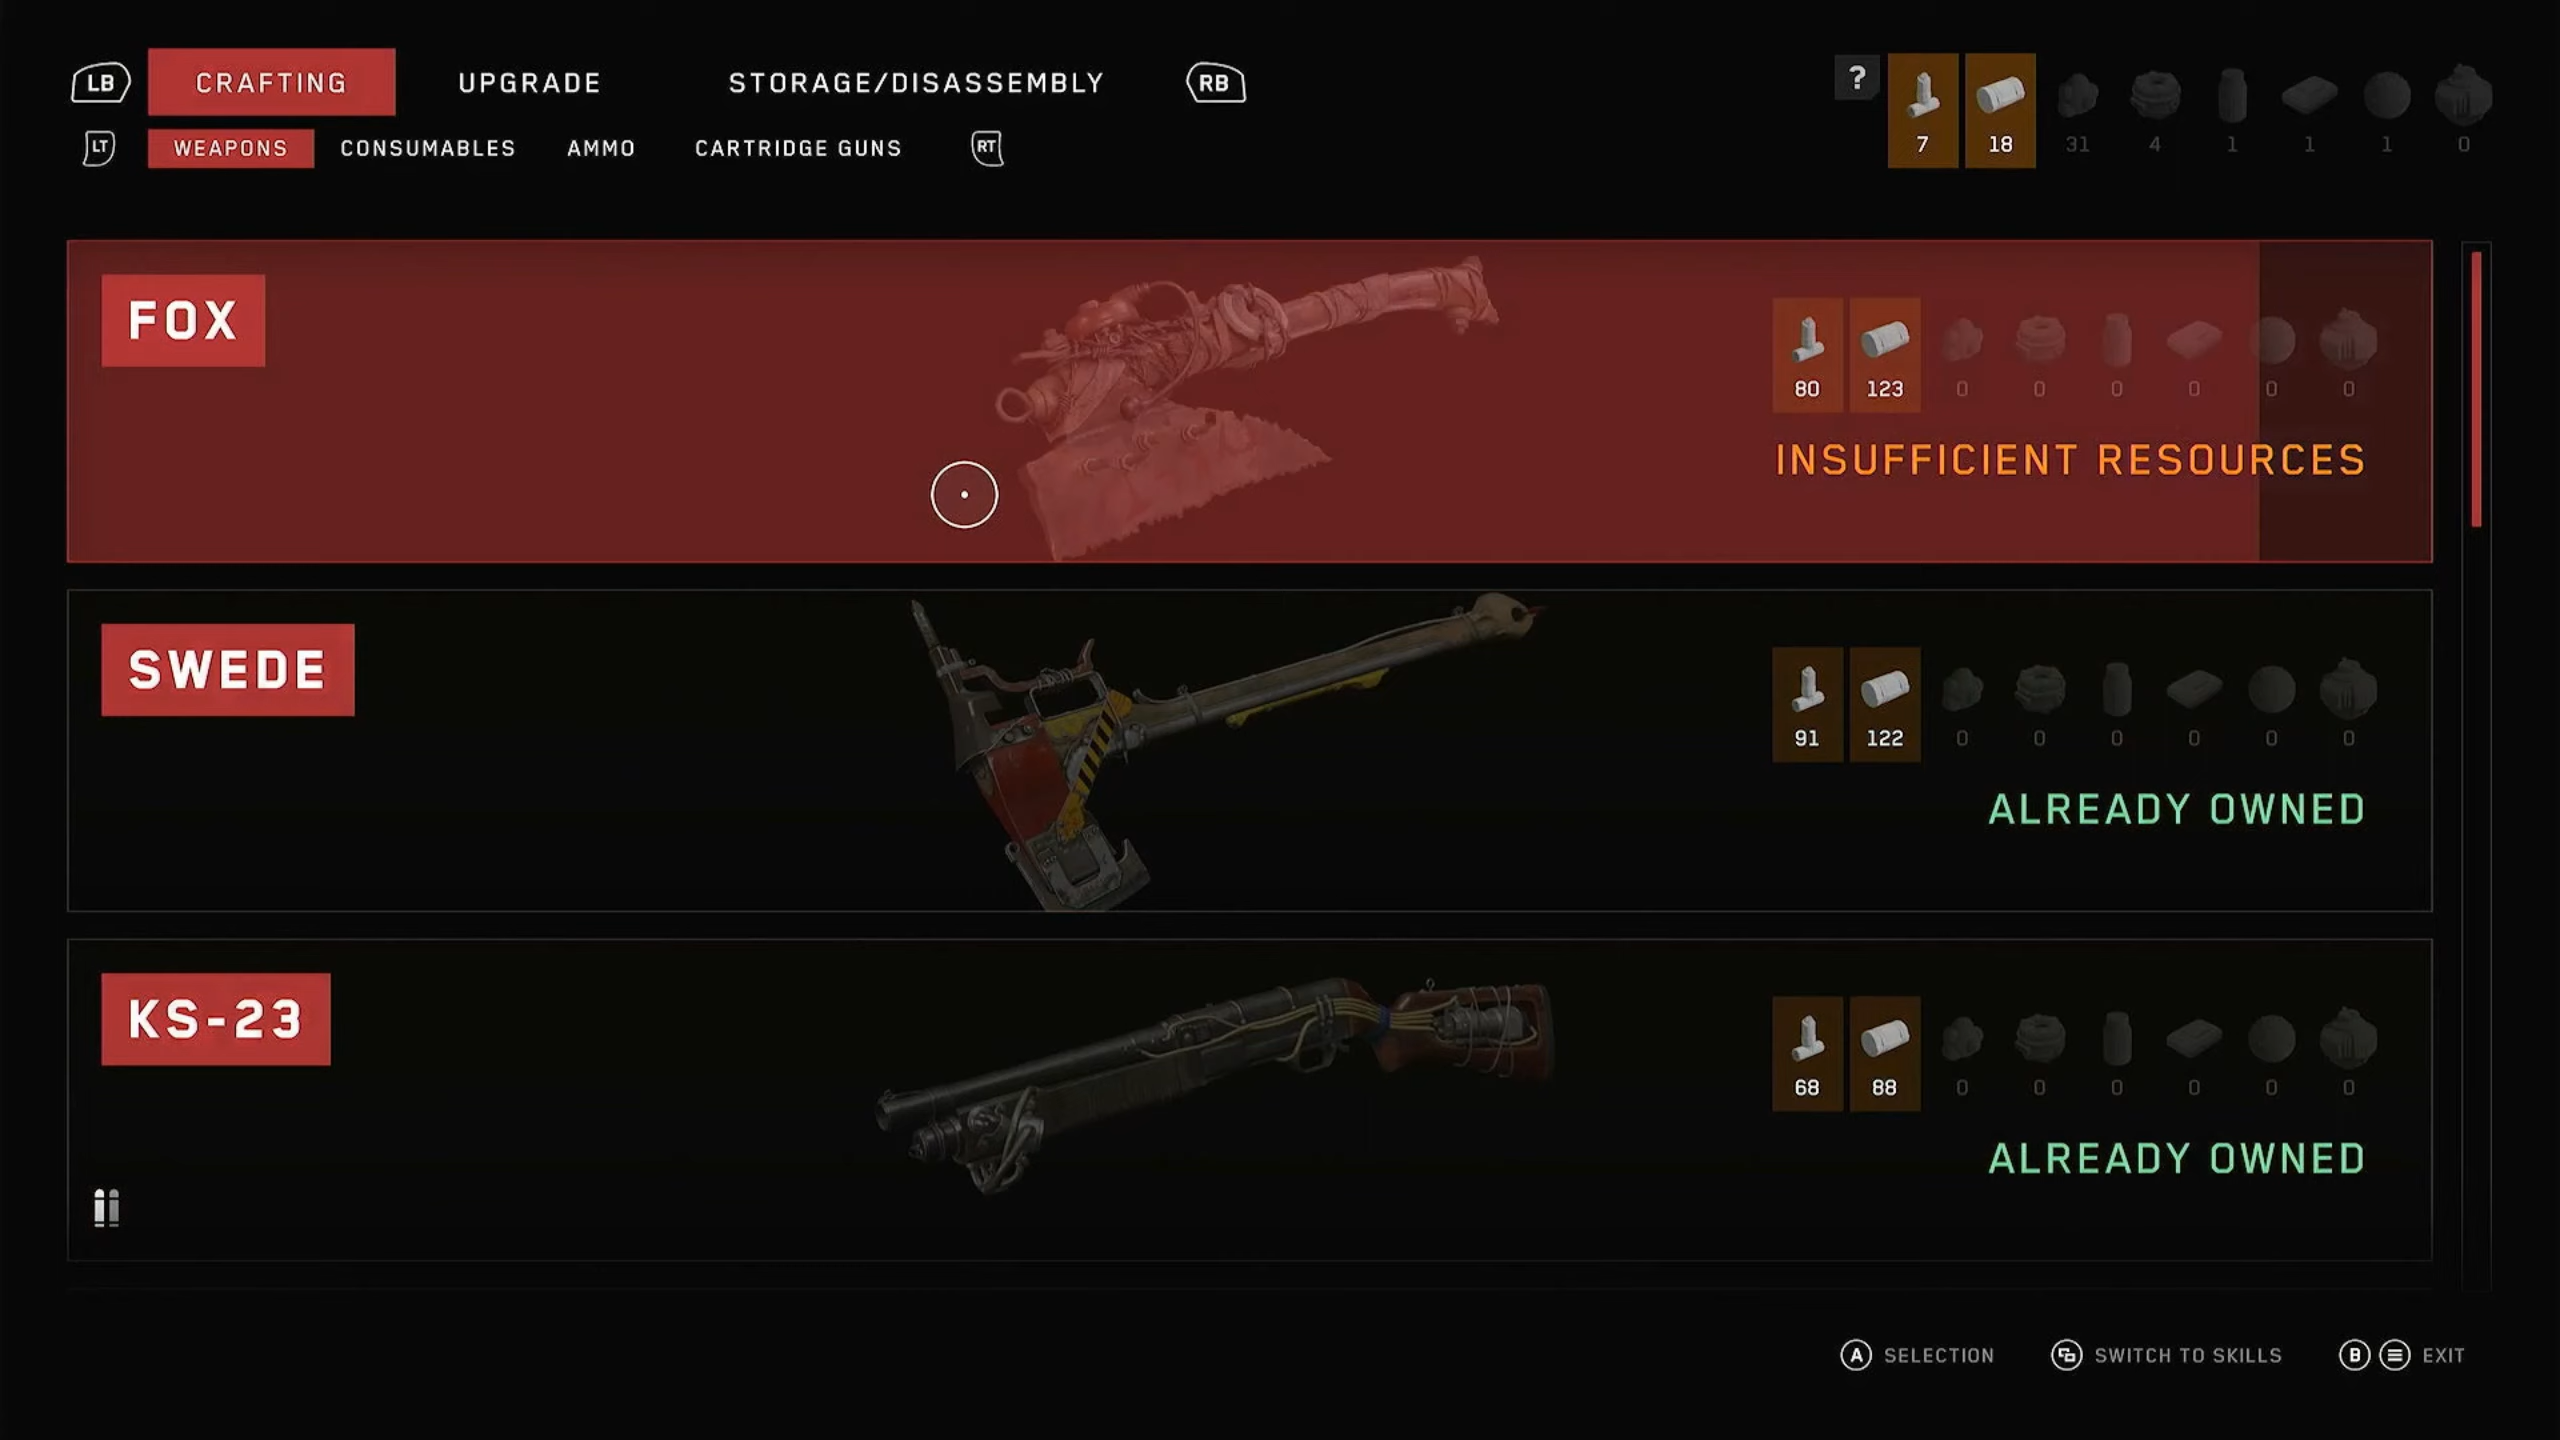 LB CRAFTING UPGRADE STORAGE/DISASSEMBLY RB
LT WEAPONS CONSUMABLES AMMO CARTRIDGE GUNS RT
?
7 18 31 4 1 1 1 0
FOX
80 123 0 0 0 0 0 0
INSUFFICIENT RESOURCES
SWEDE
91 122 0 0 0 0 0 0
ALREADY OWNED
KS-23
68 88 0 0 0 0 0 0
ALREADY OWNED
A SELECTION SWITCH TO SKILLS B EXIT